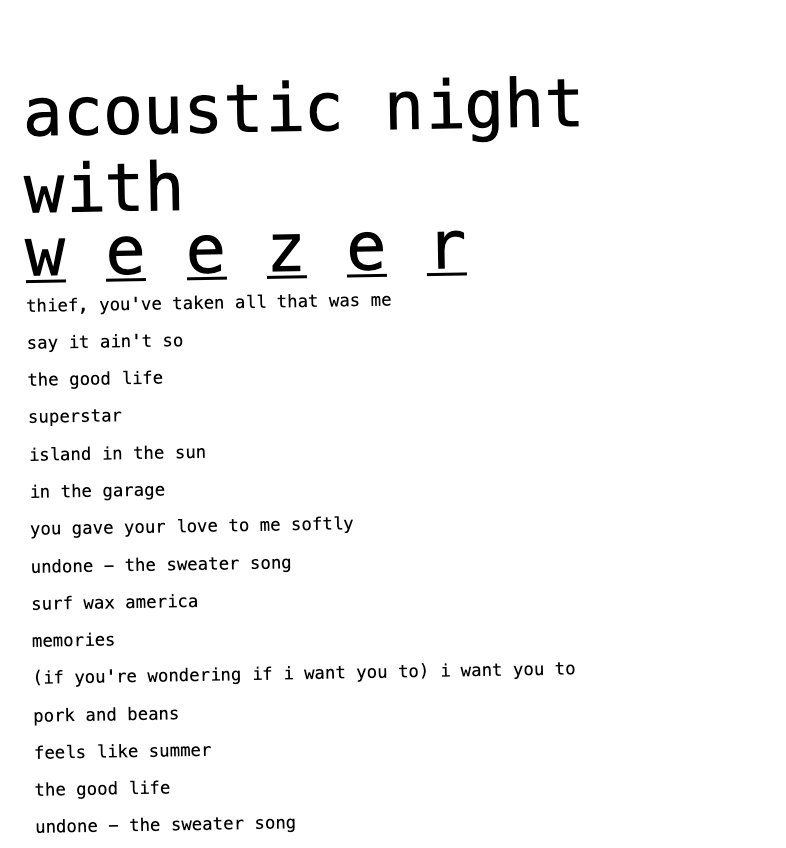 acoustic night
with
w e e z e r
thief, you've taken all that was me
say it ain't so
the good life
superstar
island in the sun
in the garage
you gave your love to me softly
undone – the sweater song
surf wax america
memories
(if you're wondering if i want you to) i want you to
pork and beans
feels like summer
the good life
undone – the sweater song